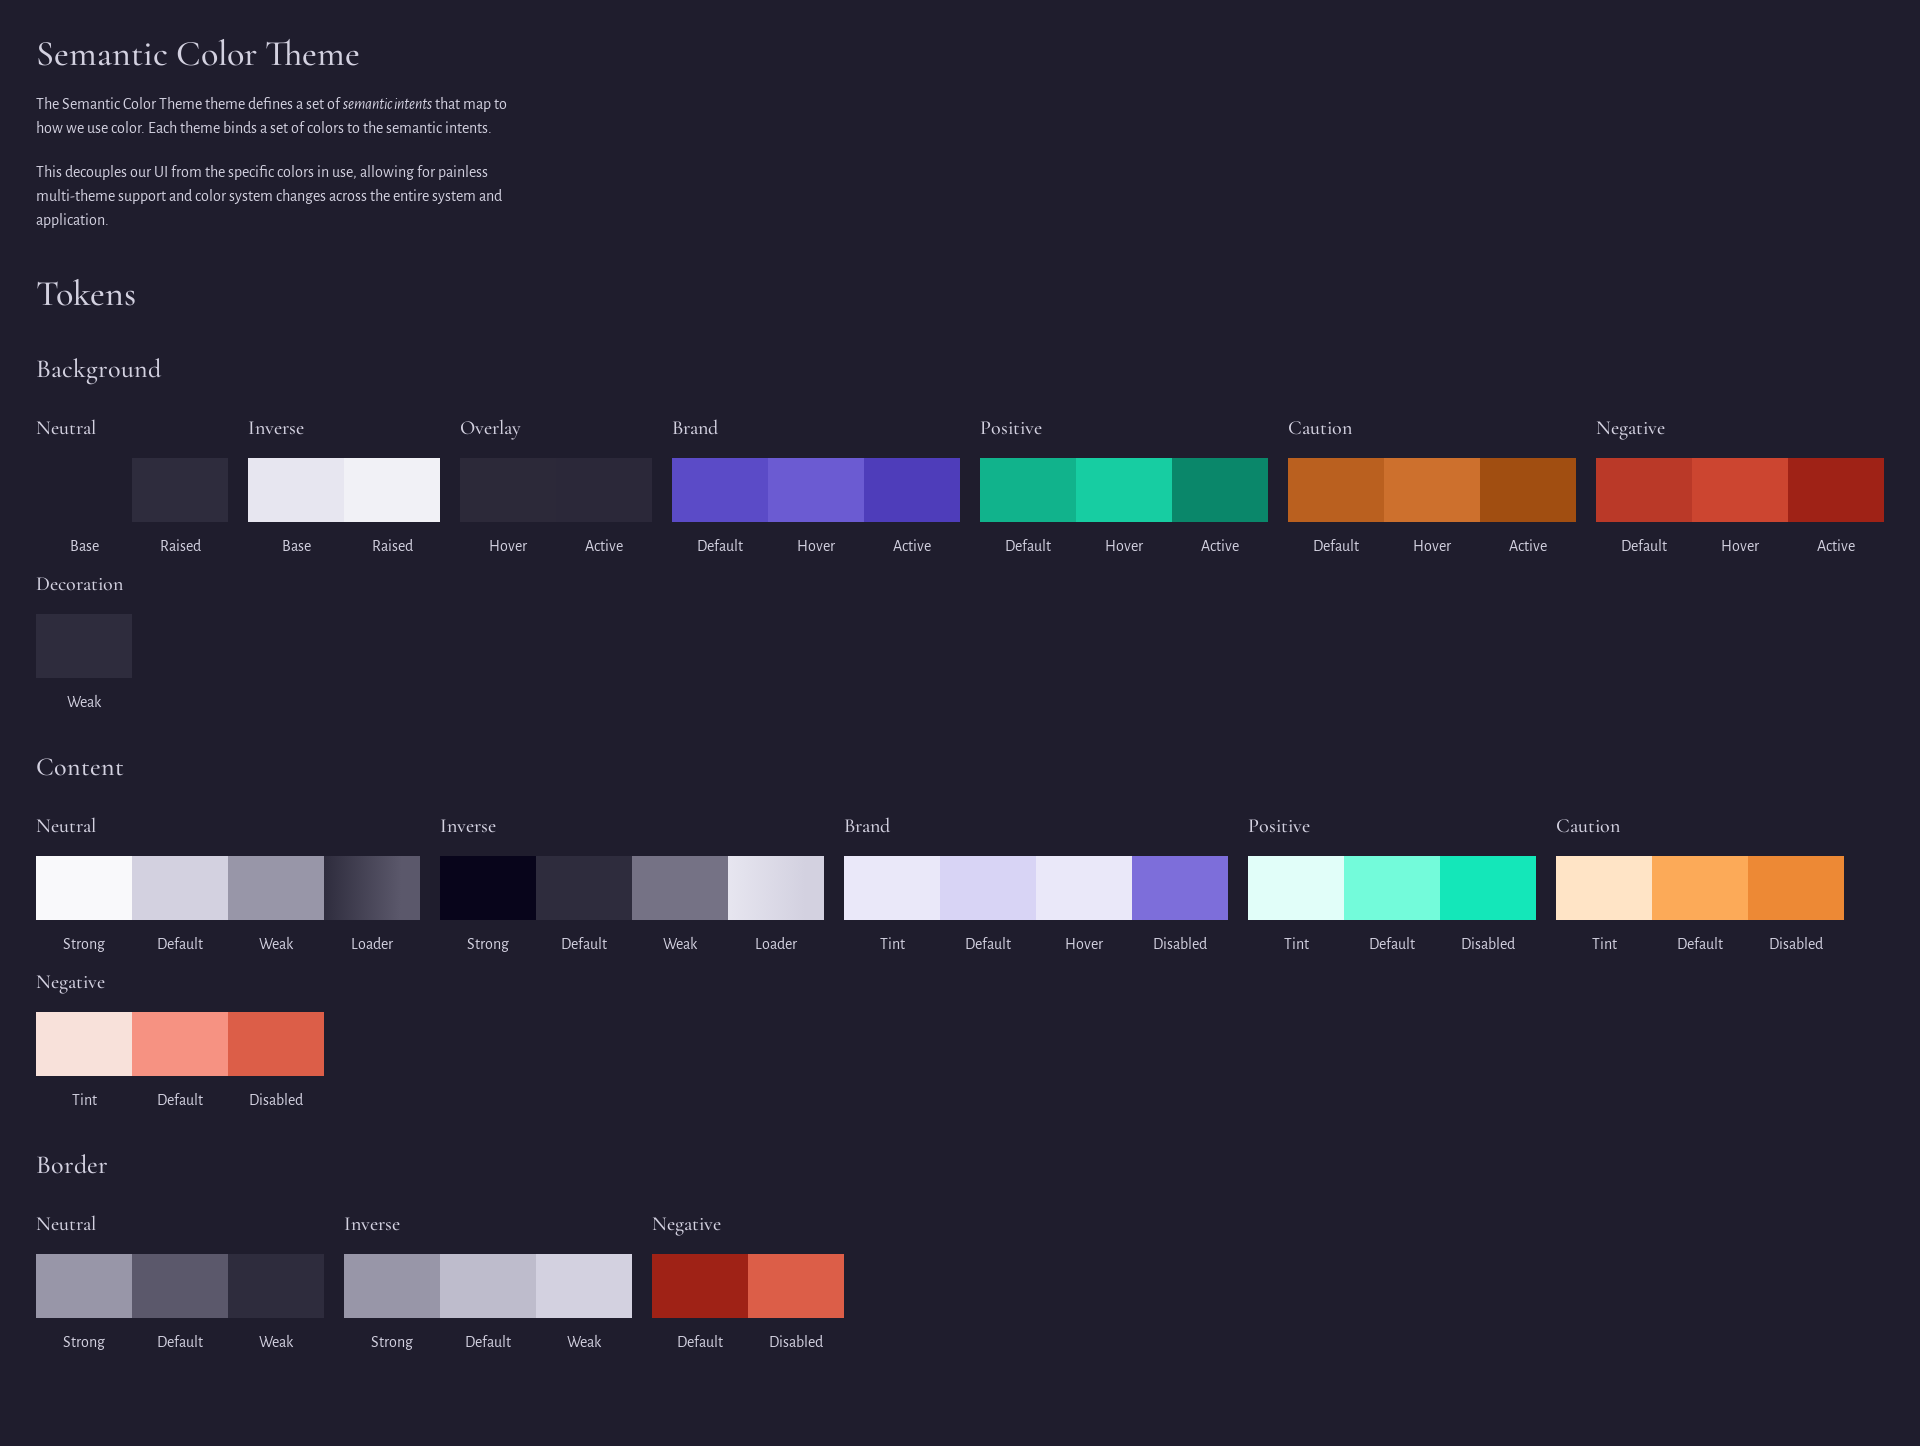 Semantic Color Theme
The Semantic Color Theme theme defines a set of semantic intents that map to
how we use color. Each theme binds a set of colors to the semantic intents.
This decouples our UI from the specific colors in use, allowing for painless
multi-theme support and color system changes across the entire system and
application.
Tokens
Background
Neutral Inverse Overlay Brand Positive Caution Negative
Base Raised Base Raised Hover Active Default Hover Active Default Hover Active Default Hover Active Default Hover Active
Decoration
Weak
Content
Neutral Inverse Brand Positive Caution
Strong Default Weak Loader Strong Default Weak Loader Tint Default Hover Disabled Tint Default Disabled Tint Default Disabled
Negative
Tint Default Disabled
Border
Neutral Inverse Negative
Strong Default Weak Strong Default Weak Default Disabled